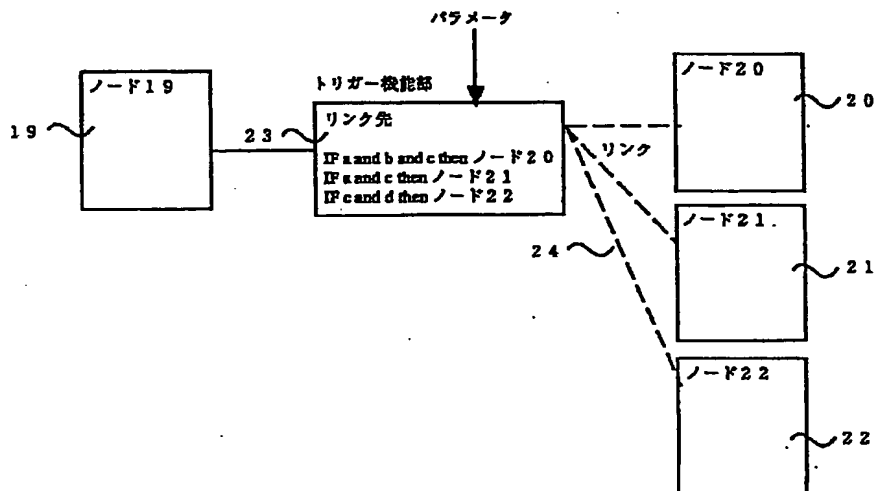 パラメータ
ノード19
19
トリガー機能部
23
リンク先
IF a and b and c then ノード20
IF a and c then ノード21
IF c and d then ノード22
リンク
24
ノード20
20
ノード21
21
ノード22
22